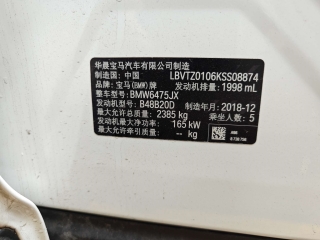 华晨宝马汽车有限公司制造
制造国：中国 LBVTZ0106KSS08874
品牌：宝马(BMW)牌 发动机排量：1998 mL
整车型号：BMW6475JX
发动机型号：B48B20D 制造年月：2018-12
最大允许总质量：2385 kg 乘坐人数：5
发动机最大净功率：165 kW
最大允许牵引质量： -- kg